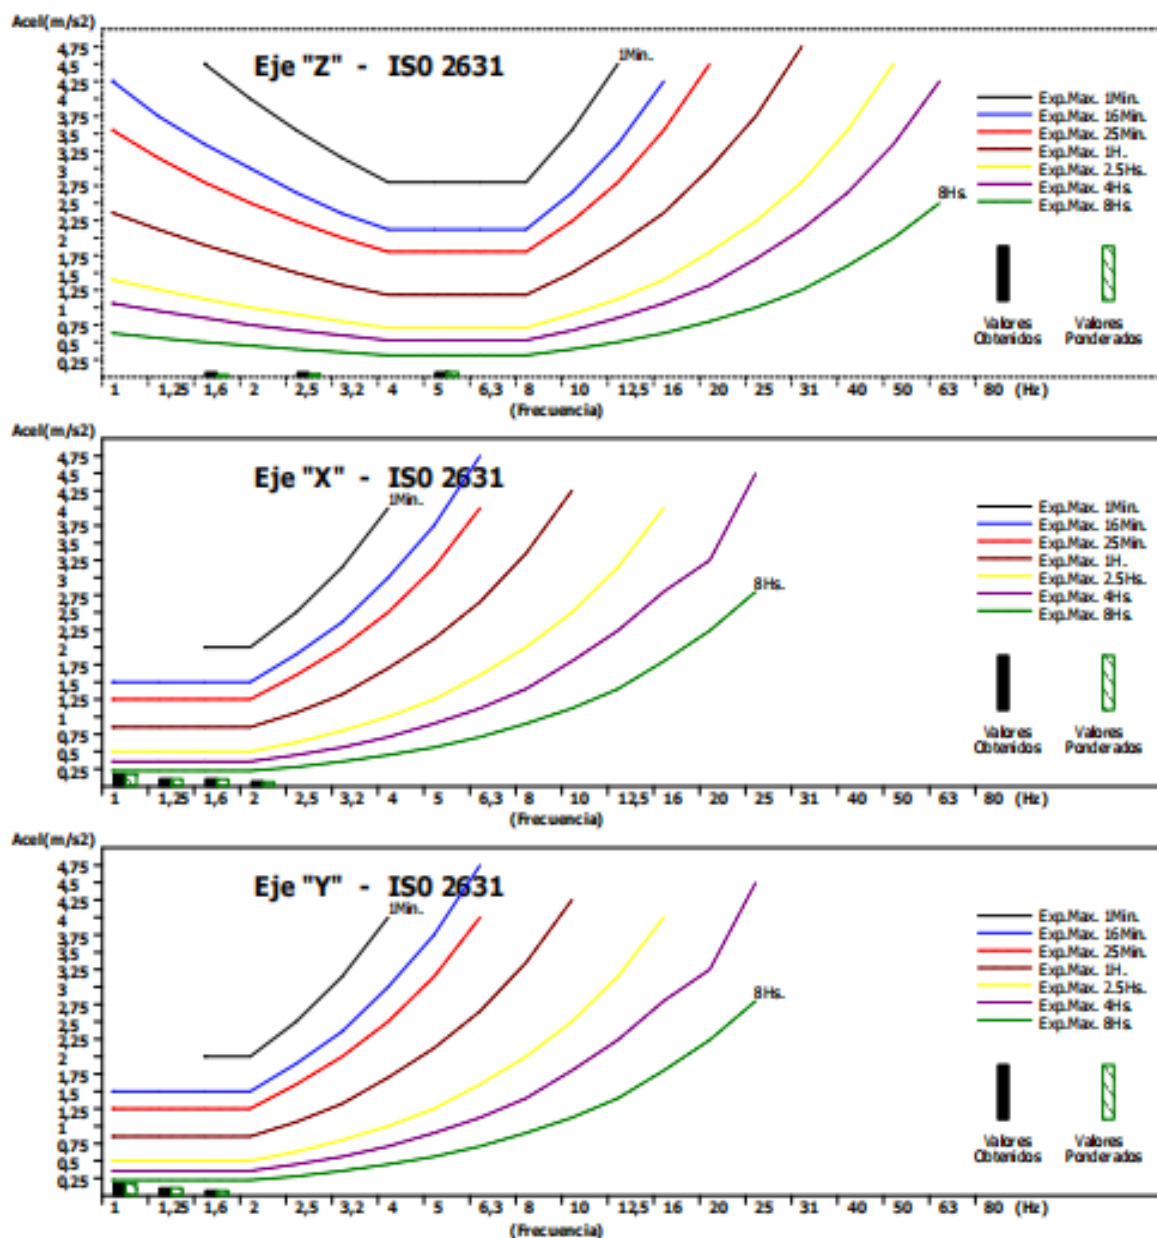 Acel(m/s2)
Eje "Z" - ISO 2631
1Min.
8Hs.
4,75
4,5
4,25
4
3,75
3,5
3,25
3
2,75
2,5
2,25
2
1,75
1,5
1,25
1
0,75
0,5
0,25
Exp.Max. 1Min.
Exp.Max. 16Min.
Exp.Max. 25Min.
Exp.Max. 1H.
Exp.Max. 2.5Hs.
Exp.Max. 4Hs.
Exp.Max. 8Hs.
Valores Obtenidos
Valores Ponderados
1 1,25 1,6 2 2,5 3,2 4 5 6,3 8 10 12,5 16 20 25 31 40 50 63 80 (Hz)
(Frecuencia)
Acel(m/s2)
Eje "X" - ISO 2631
1Min.
8Hs.
4,75
4,5
4,25
4
3,75
3,5
3,25
3
2,75
2,5
2,25
2
1,75
1,5
1,25
1
0,75
0,5
0,25
Exp.Max. 1Min.
Exp.Max. 16Min.
Exp.Max. 25Min.
Exp.Max. 1H.
Exp.Max. 2.5Hs.
Exp.Max. 4Hs.
Exp.Max. 8Hs.
Valores Obtenidos
Valores Ponderados
1 1,25 1,6 2 2,5 3,2 4 5 6,3 8 10 12,5 16 20 25 31 40 50 63 80 (Hz)
(Frecuencia)
Acel(m/s2)
Eje "Y" - ISO 2631
1Min.
8Hs.
4,75
4,5
4,25
4
3,75
3,5
3,25
3
2,75
2,5
2,25
2
1,75
1,5
1,25
1
0,75
0,5
0,25
Exp.Max. 1Min.
Exp.Max. 16Min.
Exp.Max. 25Min.
Exp.Max. 1H.
Exp.Max. 2.5Hs.
Exp.Max. 4Hs.
Exp.Max. 8Hs.
Valores Obtenidos
Valores Ponderados
1 1,25 1,6 2 2,5 3,2 4 5 6,3 8 10 12,5 16 20 25 31 40 50 63 80 (Hz)
(Frecuencia)